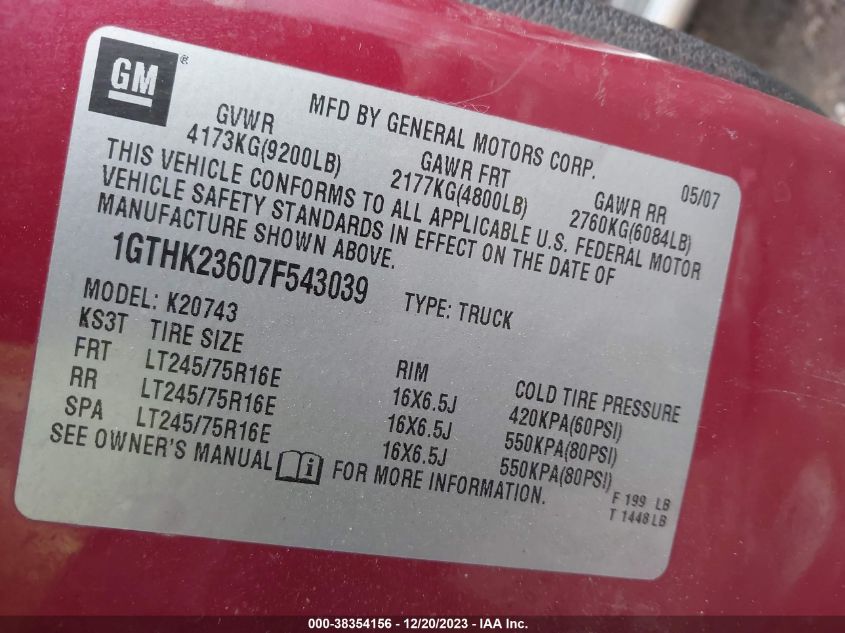 GM®
MFD BY GENERAL MOTORS CORP. 05/07
GVWR GAWR FRT GAWR RR
4173KG(9200LB) 2177KG(4800LB) 2760KG(6084LB)
THIS VEHICLE CONFORMS TO ALL APPLICABLE U.S. FEDERAL MOTOR
VEHICLE SAFETY STANDARDS IN EFFECT ON THE DATE OF
MANUFACTURE SHOWN ABOVE.
1GTHK23607F543039 TYPE: TRUCK
MODEL: K20743
KS3T TIRE SIZE RIM COLD TIRE PRESSURE
FRT LT245/75R16E 16X6.5J 420KPA(60PSI)
RR LT245/75R16E 16X6.5J 550KPA(80PSI)
SPA LT245/75R16E 16X6.5J 550KPA(80PSI)
SEE OWNER'S MANUAL i FOR MORE INFORMATION.
F 199 LB
T 1448 LB
000-38354156 - 12/20/2023 - IAA Inc.